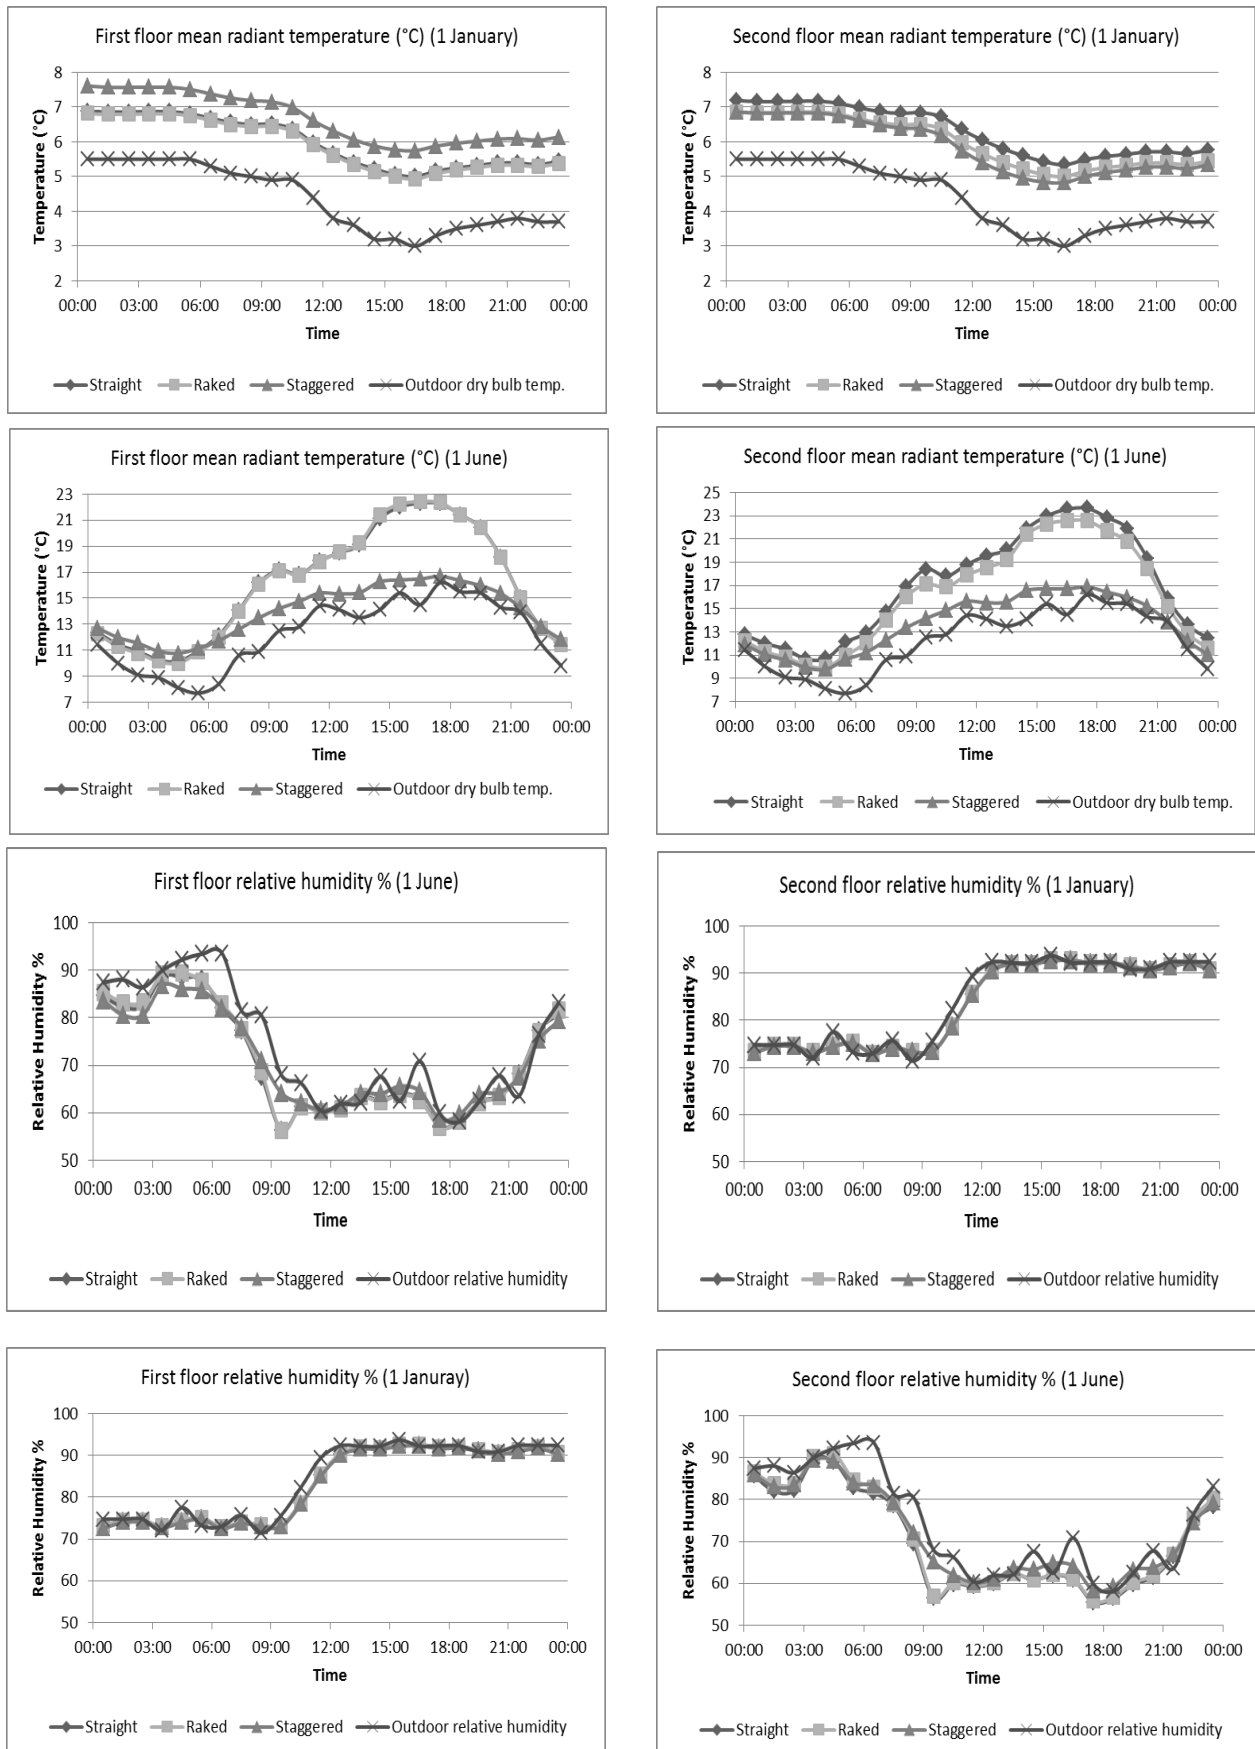 First floor mean radiant temperature (°C) (1 January)
Temperature (°C)
8
7
6
5
4
3
2
00:00 03:00 06:00 09:00 12:00 15:00 18:00 21:00 00:00
Time
Straight Raked Staggered Outdoor dry bulb temp.
Second floor mean radiant temperature (°C) (1 January)
Temperature (°C)
8
7
6
5
4
3
2
00:00 03:00 06:00 09:00 12:00 15:00 18:00 21:00 00:00
Time
Straight Raked Staggered Outdoor dry bulb temp.
First floor mean radiant temperature (°C) (1 June)
Temperature (°C)
23
21
19
17
15
13
11
9
7
00:00 03:00 06:00 09:00 12:00 15:00 18:00 21:00 00:00
Time
Straight Raked Staggered Outdoor dry bulb temp.
Second floor mean radiant temperature (°C) (1 June)
Temperature (°C)
25
23
21
19
17
15
13
11
9
7
00:00 03:00 06:00 09:00 12:00 15:00 18:00 21:00 00:00
Time
Straight Raked Staggered Outdoor dry bulb temp.
First floor relative humidity % (1 June)
Relative Humidity %
100
90
80
70
60
50
00:00 03:00 06:00 09:00 12:00 15:00 18:00 21:00 00:00
Time
Straight Raked Staggered Outdoor relative humidity
Second floor relative humidity % (1 January)
Relative Humidity %
100
90
80
70
60
50
00:00 03:00 06:00 09:00 12:00 15:00 18:00 21:00 00:00
Time
Straight Raked Staggered Outdoor relative humidity
First floor relative humidity % (1 Januray)
Relative Humidity %
100
90
80
70
60
50
00:00 03:00 06:00 09:00 12:00 15:00 18:00 21:00 00:00
Time
Straight Raked Staggered Outdoor relative humidity
Second floor relative humidity % (1 June)
Relative Humidity %
100
90
80
70
60
50
00:00 03:00 06:00 09:00 12:00 15:00 18:00 21:00 00:00
Time
Straight Raked Staggered Outdoor relative humidity